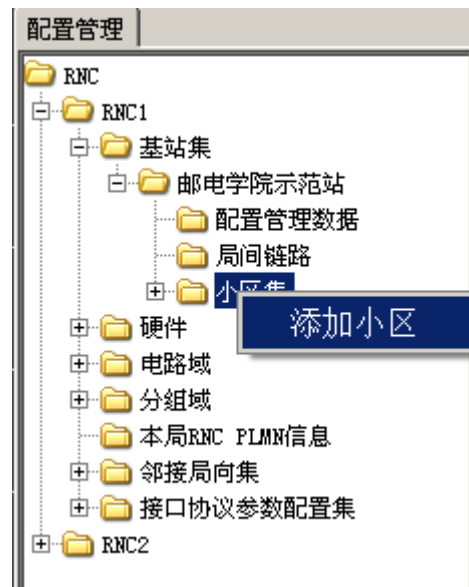 配置管理
RNC
RNC1
基站集
邮电学院示范站
配置管理数据
局间链路
小区集
添加小区
硬件
电路域
分组域
本局RNC PLMN信息
邻接局向集
接口协议参数配置集
RNC2